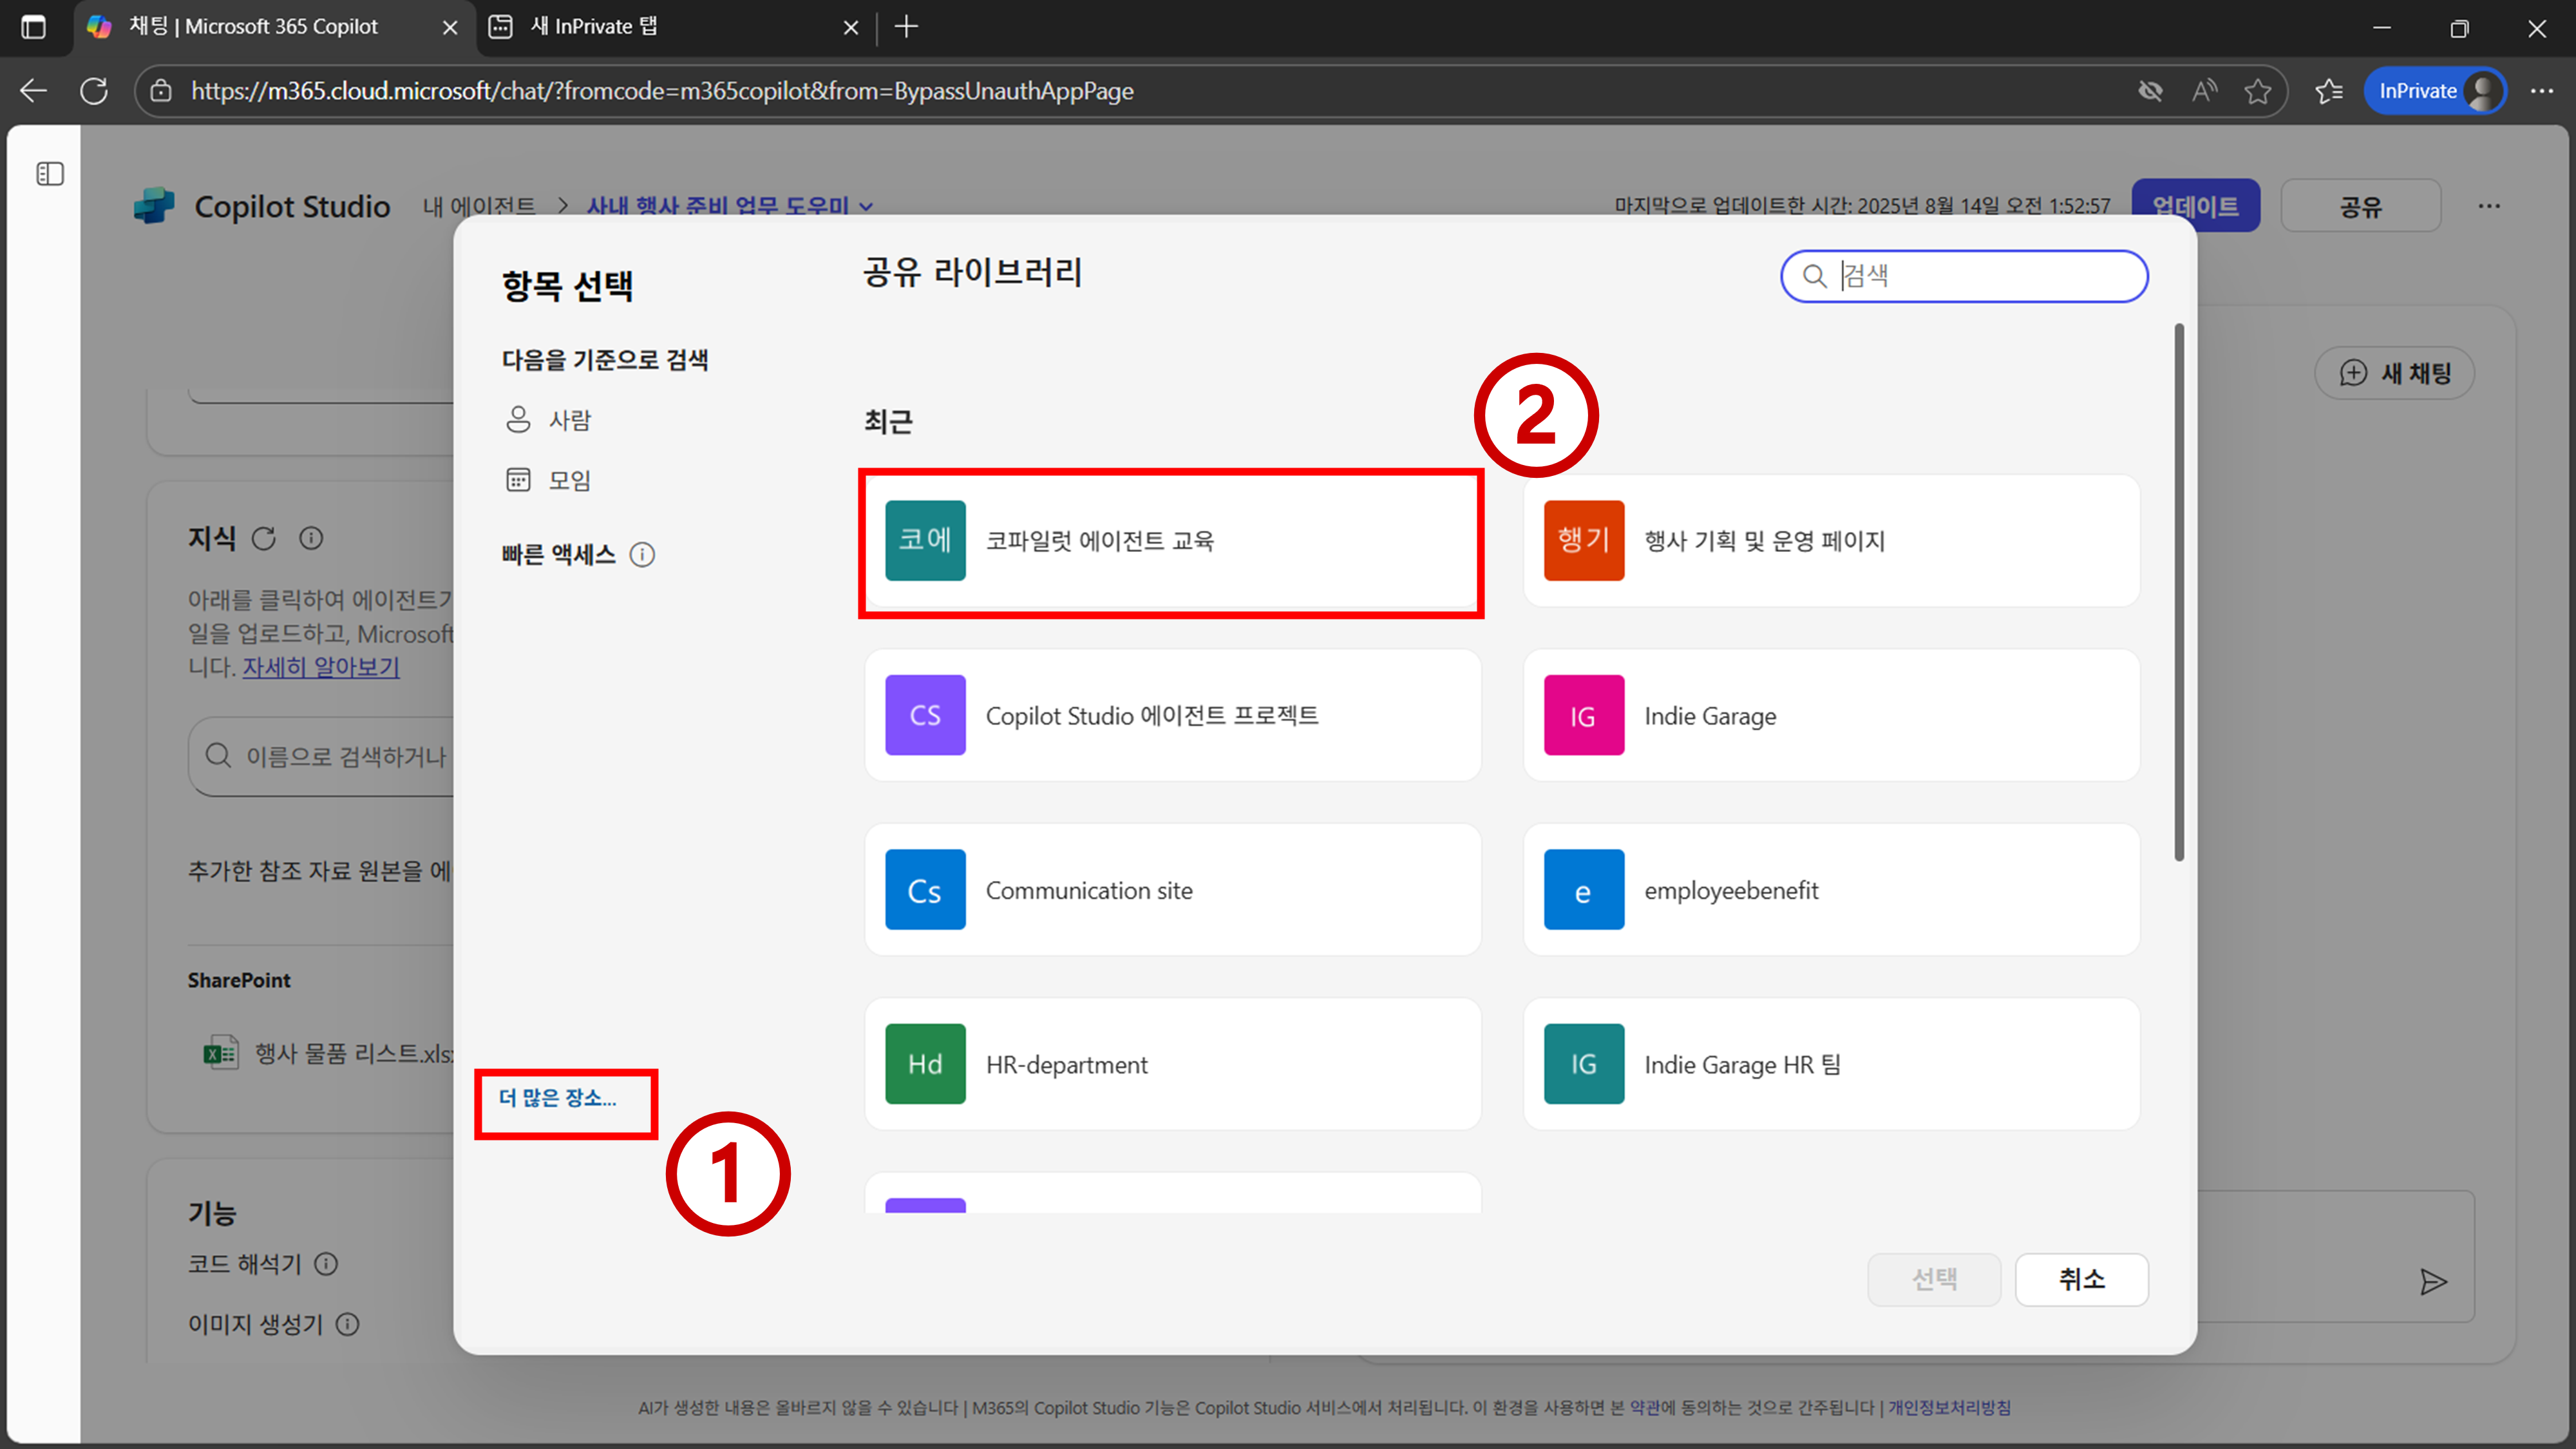 채팅 | Microsoft 365 Copilot
새 InPrivate 탭
https://m365.cloud.microsoft/chat/?fromcode=m365copilot&from=BypassUnauthAppPage
InPrivate
Copilot Studio
내 에이전트 > 사내 행사 준비 업무 도우미
마지막으로 업데이트한 시간: 2025년 8월 14일 오전 1:52:57
업데이트
공유
새 채팅
지식
아래를 클릭하여 에이전트가
일을 업로드하고, Microsoft
니다. 자세히 알아보기
이름으로 검색하거나
추가한 참조 자료 원본을 에
SharePoint
행사 물품 리스트.xls
기능
코드 해석기
이미지 생성기
항목 선택
다음을 기준으로 검색
사람
모임
빠른 액세스
더 많은 장소...
1
공유 라이브러리
검색
최근
2
코에 코파일럿 에이전트 교육
행기 행사 기획 및 운영 페이지
CS Copilot Studio 에이전트 프로젝트
IG Indie Garage
Cs Communication site
e employeebenefit
Hd HR-department
IG Indie Garage HR 팀
선택
취소
AI가 생성한 내용은 올바르지 않을 수 있습니다 | M365의 Copilot Studio 기능은 Copilot Studio 서비스에서 처리됩니다. 이 환경을 사용하면 본 약관에 동의하는 것으로 간주됩니다 | 개인정보처리방침